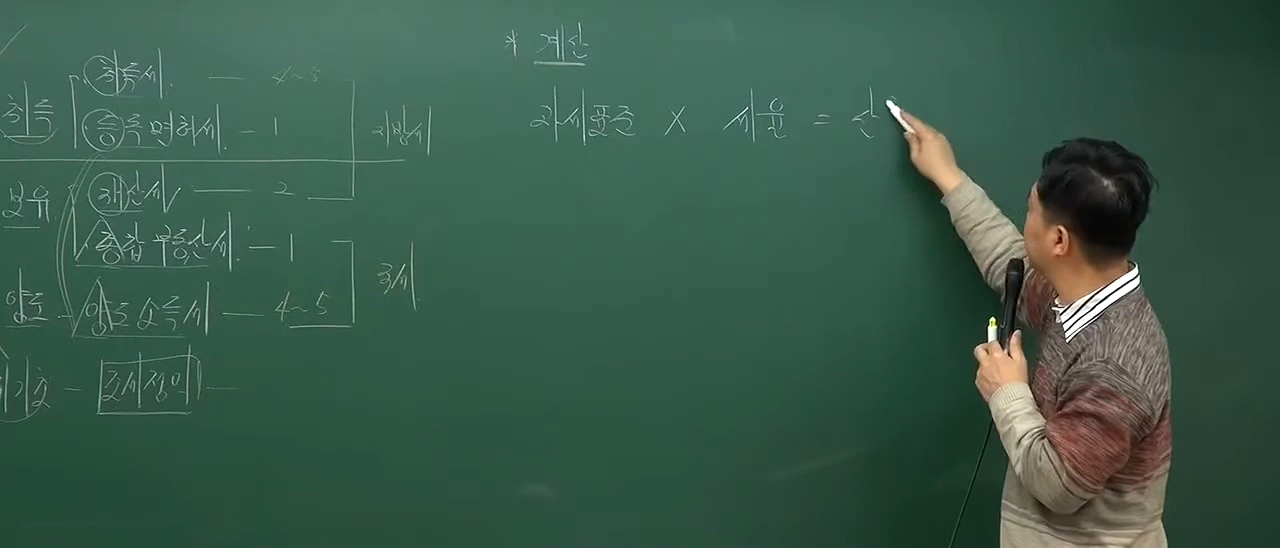 * 계산
과세표준 × 세율 = 산
취득
취득세. — 4~5
등록면허세. - 1
지방세
보유
재산세 — 2
종합부동산세. - 1
국세.
양도 - 양도소득세 — 4~5
조세정의 —